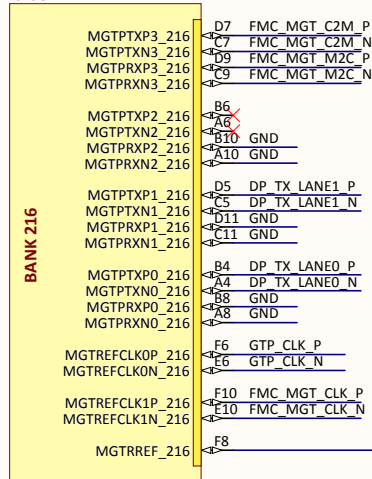 MGTPTXP3_216 D7 FMC_MGT_C2M_P
MGTPTXN3_216 C7 FMC_MGT_C2M_N
MGTPRXP3_216 D9 FMC_MGT_M2C_P
MGTPRXN3_216 C9 FMC_MGT_M2C_N
MGTPTXP2_216 B6
MGTPTXN2_216 A6
MGTPRXP2_216 B10 GND
MGTPRXN2_216 A10 GND
MGTPTXP1_216 D5 DP_TX_LANE1_P
MGTPTXN1_216 C5 DP_TX_LANE1_N
MGTPRXP1_216 D11 GND
MGTPRXN1_216 C11 GND
BANK 216
MGTPTXP0_216 B4 DP_TX_LANE0_P
MGTPTXN0_216 A4 DP_TX_LANE0_N
MGTPRXP0_216 B8 GND
MGTPRXN0_216 A8 GND
MGTREFCLK0P_216 F6 GTP_CLK_P
MGTREFCLK0N_216 E6 GTP_CLK_N
MGTREFCLK1P_216 F10 FMC_MGT_CLK_P
MGTREFCLK1N_216 E10 FMC_MGT_CLK_N
MGTRREF_216 F8